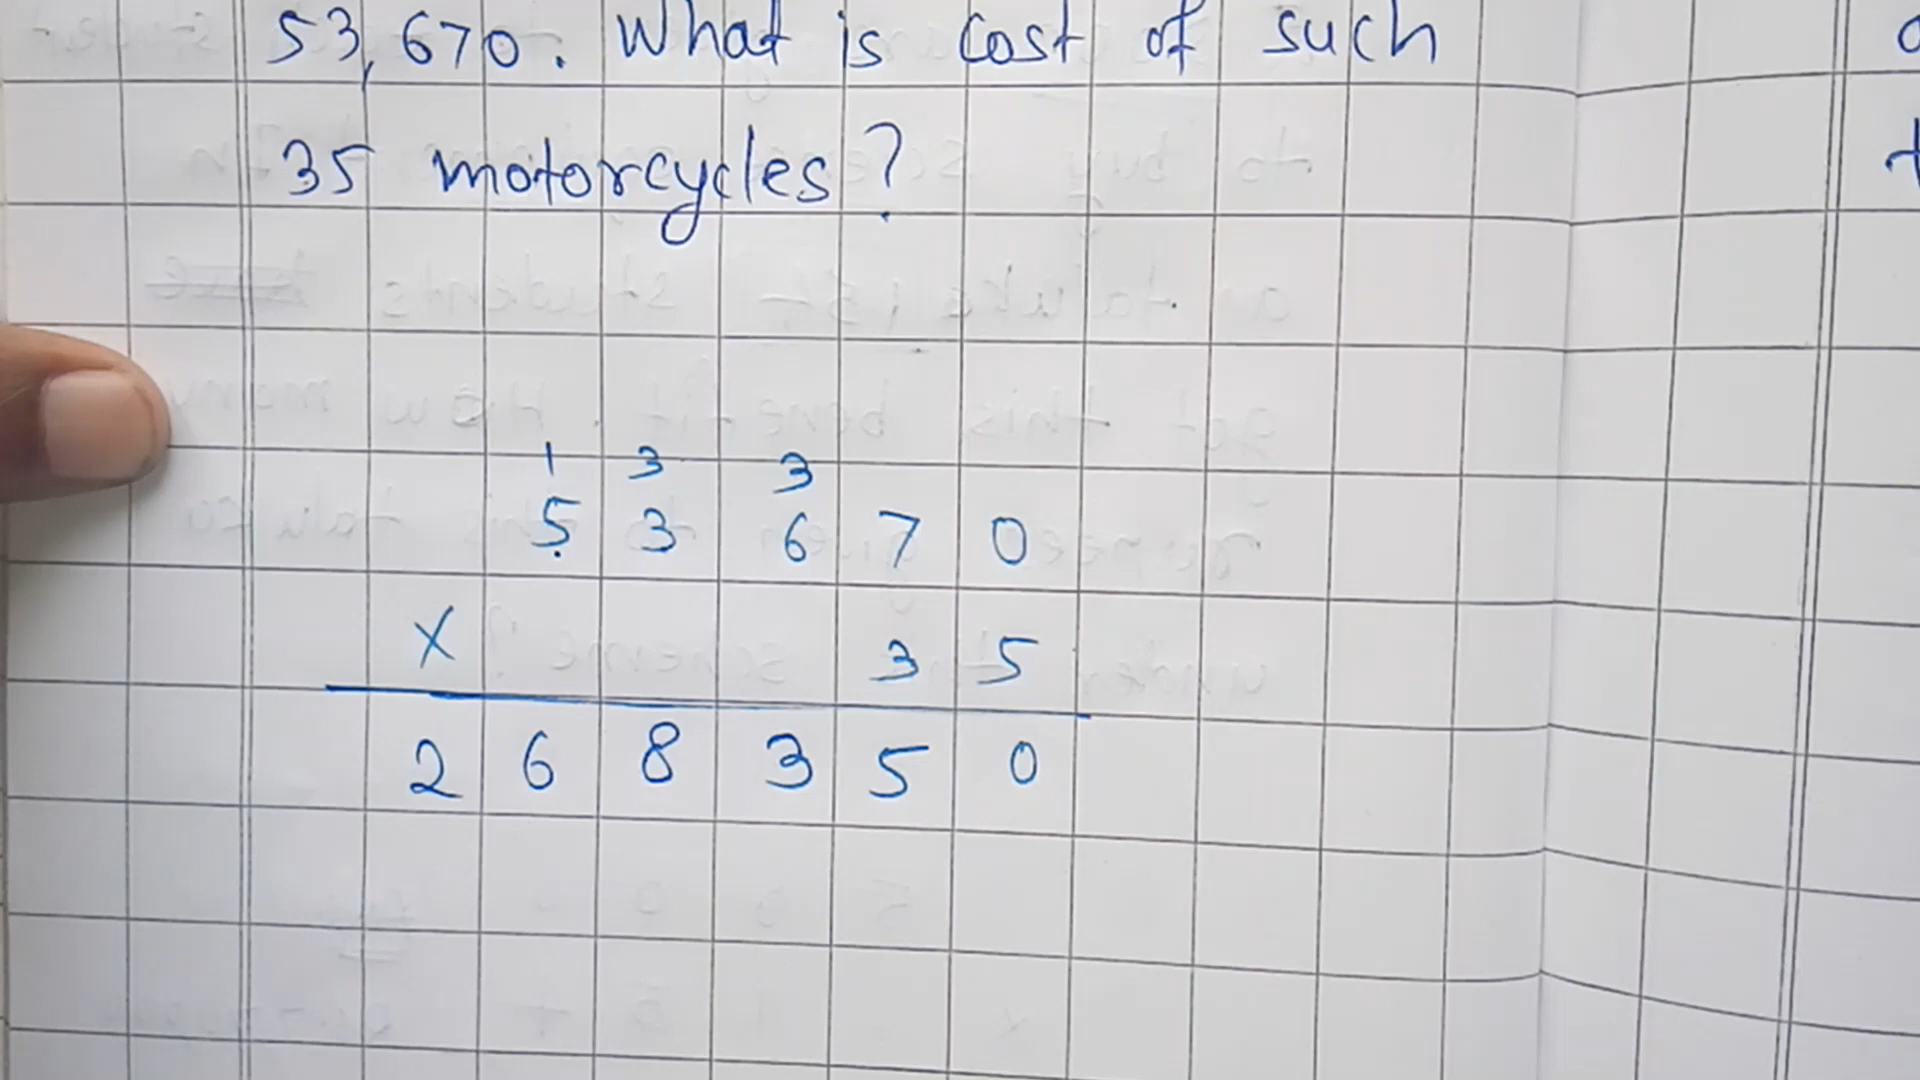 53,670. What is cost of such
35 motorcycles?
1 3 3
5 3 6 7 0
X 3 5
2 6 8 3 5 0